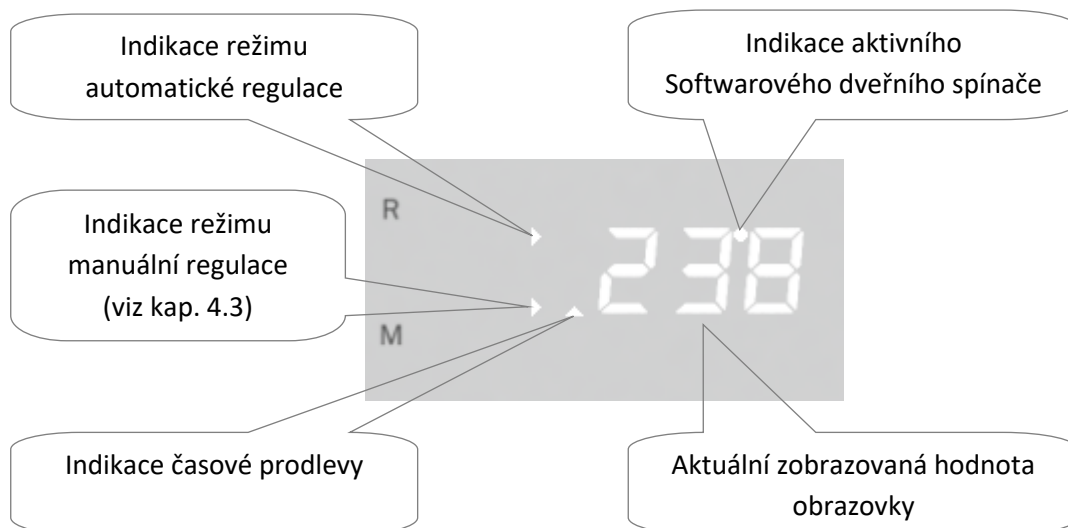 Indikace režimu
automatické regulace
Indikace aktivního
Softwarového dveřního spínače
R
Indikace režimu
manuální regulace
(viz kap. 4.3)
238
M
Indikace časové prodlevy
Aktuální zobrazovaná hodnota
obrazovky